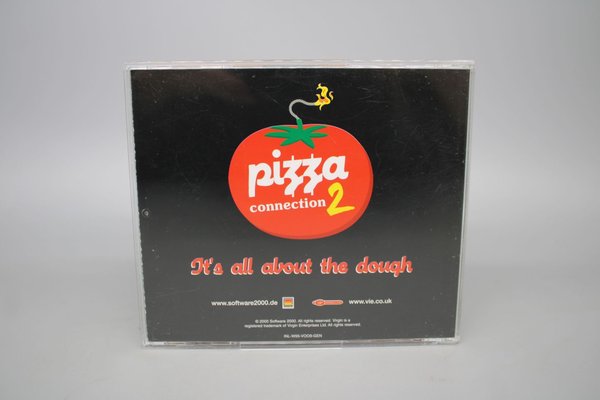 pizza
connection 2
It's all about the dough
www.software2000.de www.vie.co.uk
© 2000 Software 2000. All rights reserved. Virgin is a
registered trademark of Virgin Enterprises Ltd. All rights reserved.